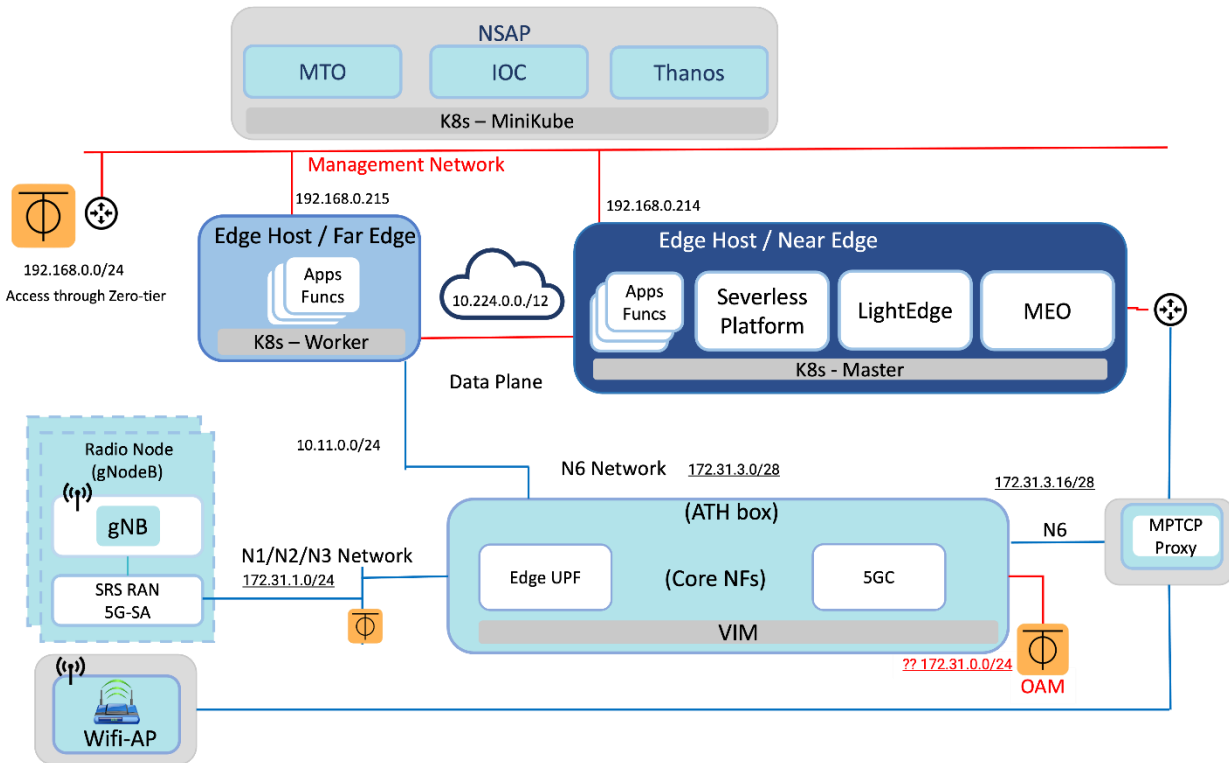 NSAP
MTO
IOC
Thanos
K8s – MiniKube
Management Network
192.168.0.215
192.168.0.214
192.168.0.0/24
Access through Zero-tier
Edge Host / Far Edge
Apps
Funcs
K8s – Worker
10.224.0.0./12
Edge Host / Near Edge
Apps
Funcs
Severless
Platform
LightEdge
MEO
K8s - Master
Data Plane
10.11.0.0/24
Radio Node
(gNodeB)
gNB
SRS RAN
5G-SA
N1/N2/N3 Network
172.31.1.0/24
N6 Network
172.31.3.0/28
172.31.3.16/28
(ATH box)
Edge UPF
(Core NFs)
5GC
VIM
N6
MPTCP
Proxy
?? 172.31.0.0/24
OAM
Wifi-AP